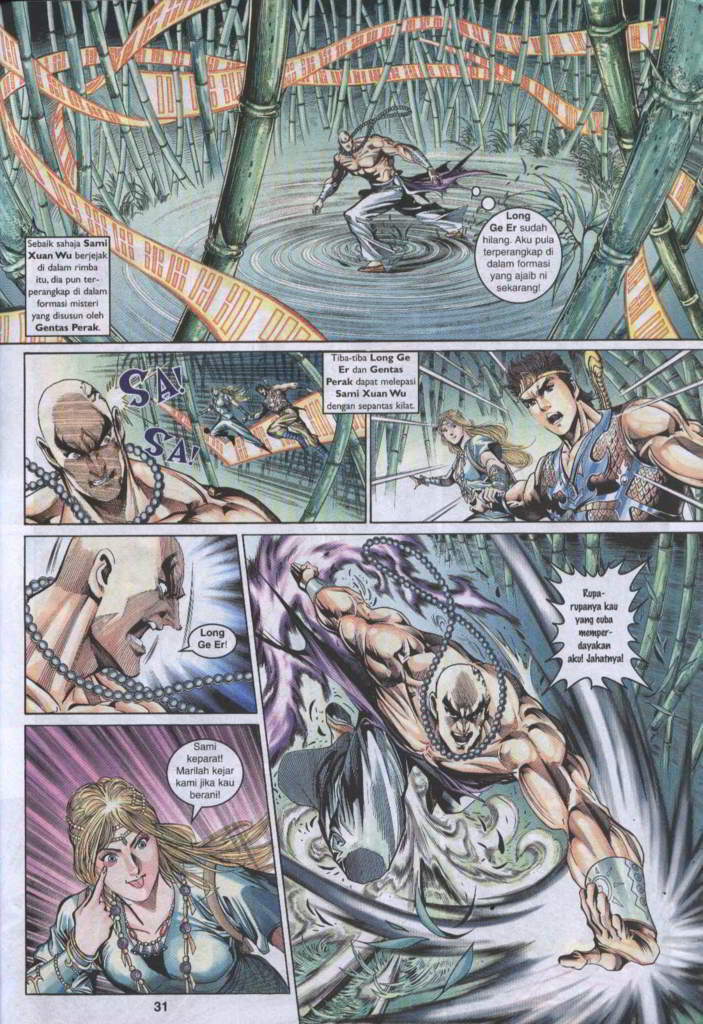 Sebaik sahaja Sami
Xuan Wu berjejak
di dalam rimba
itu, dia pun ter-
perangkap di dalam
formasi misteri
yang disusun oleh
Gentas Perak.
Long
Ge Er sudah
hilang. Aku pula
terperangkap di
dalam formasi
yang ajaib ni
sekarang!
SA!
SA!
Tiba-tiba Long Ge
Er dan Gentas
Perak dapat melepasi
Sami Xuan Wu
dengan sepantas kilat.
Long
Ge Er!
Sami
keparat!
Marilah kejar
kami jika kau
berani!
Rupa-
rupanya kau
yang cuba
memper-
dayakan
aku! Jahatnya!
31